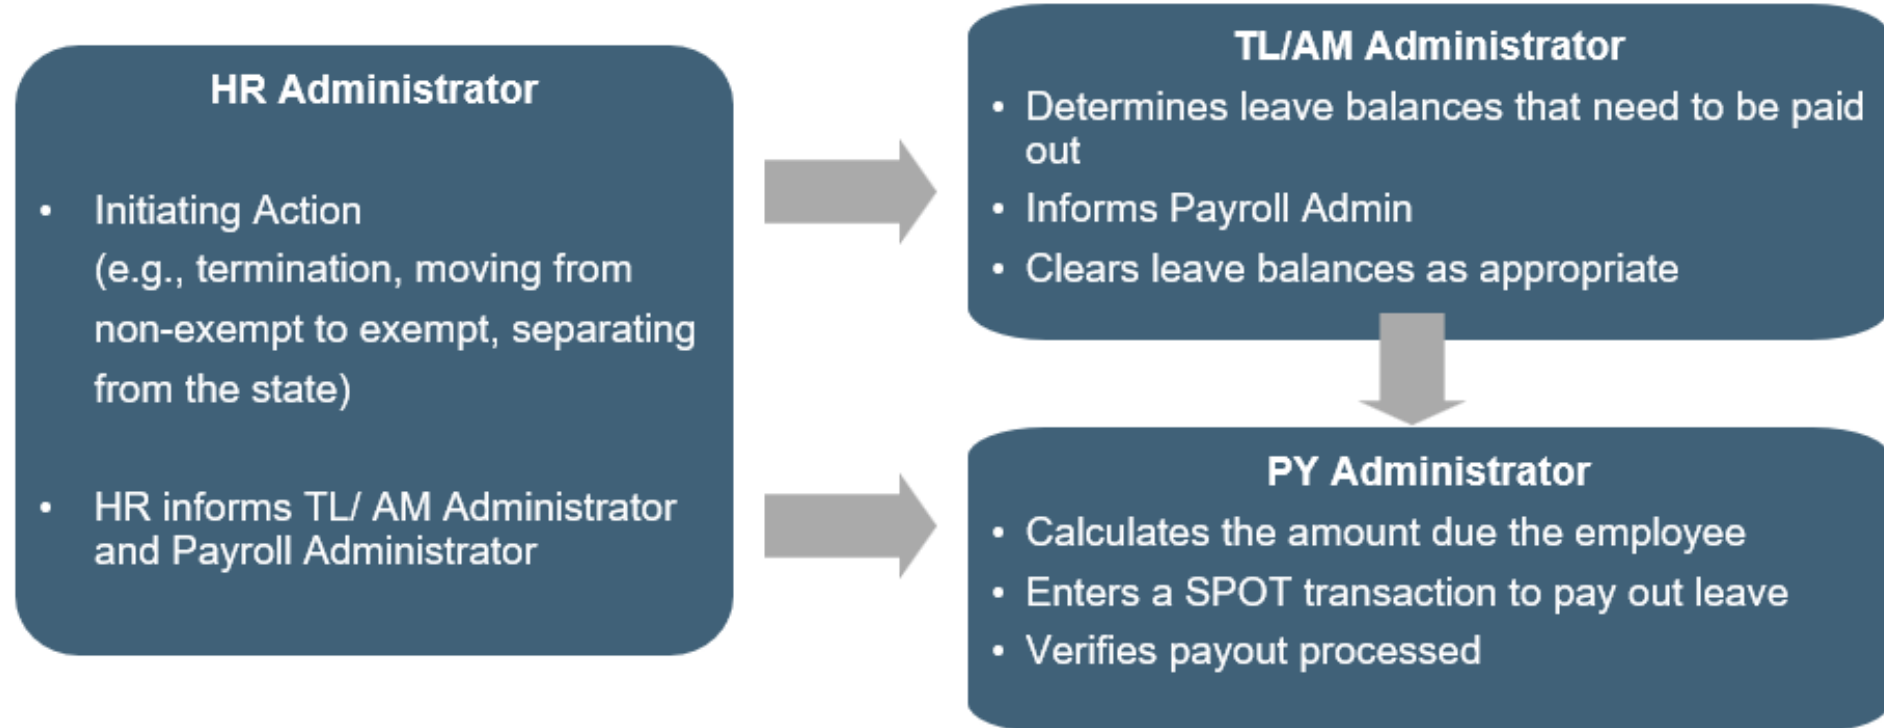 HR Administrator
• Initiating Action
(e.g., termination, moving from
non-exempt to exempt, separating
from the state)
• HR informs TL/ AM Administrator
and Payroll Administrator
TL/AM Administrator
• Determines leave balances that need to be paid
out
• Informs Payroll Admin
• Clears leave balances as appropriate
PY Administrator
• Calculates the amount due the employee
• Enters a SPOT transaction to pay out leave
• Verifies payout processed